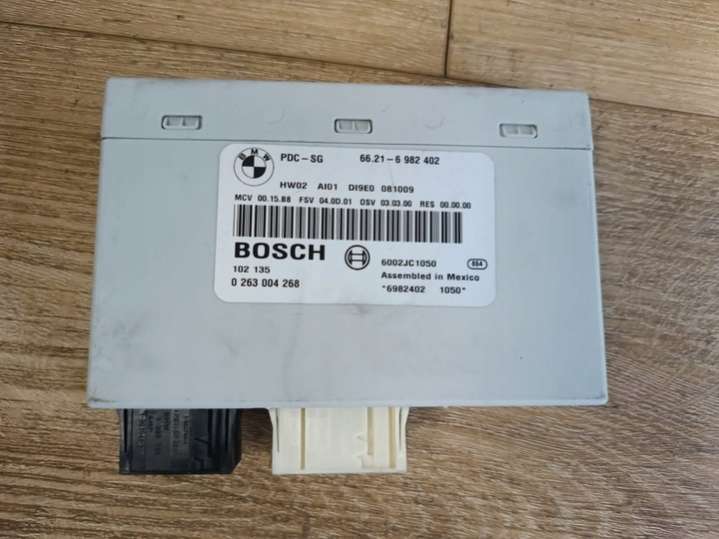 BMW
PDC-SG 66.21-6 982 402
HW02 AI01 DI9E0 081009
MCV 00.15.B8 FSV 04.0D.01 OSV 03.03.00 RES 00.00.00
BOSCH
6002JC1050 684
102 135 Assembled in Mexico
0 263 004 268 *6982402 1050*